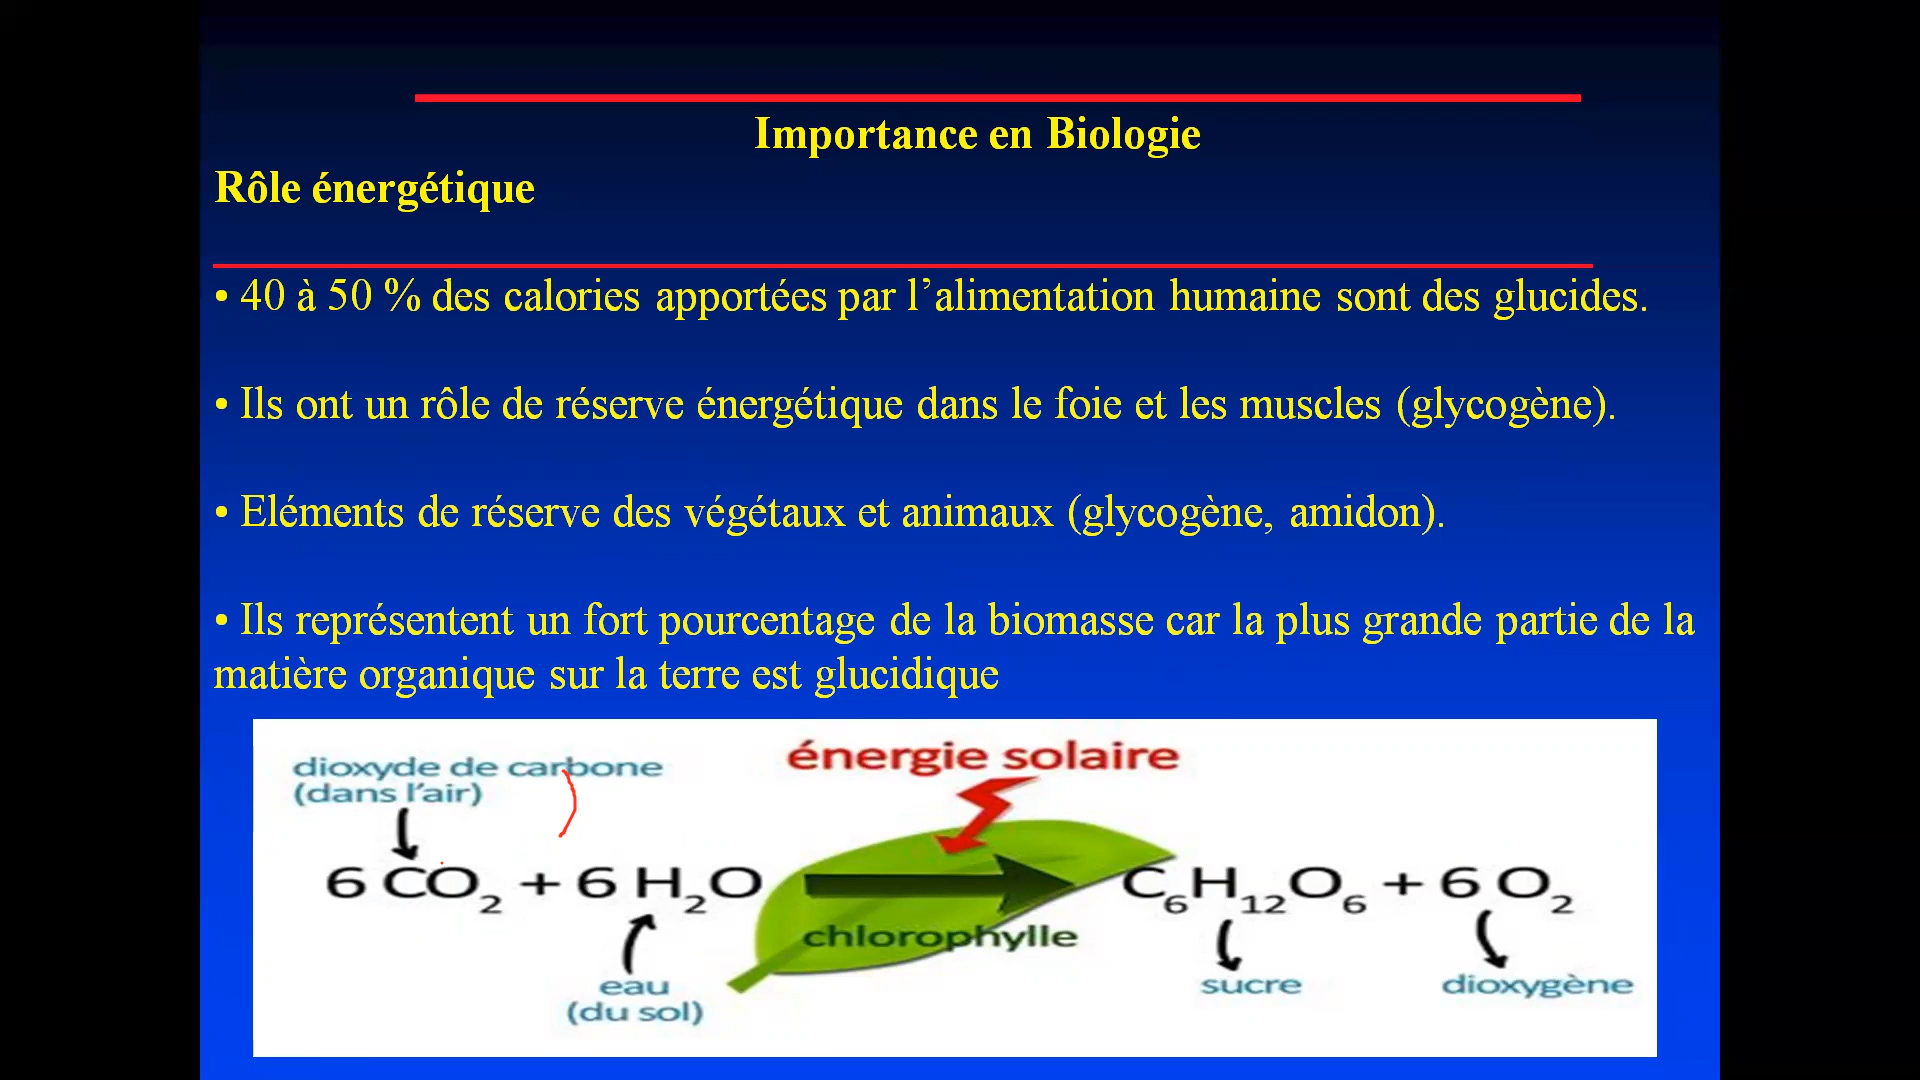 Importance en Biologie
Rôle énergétique
• 40 à 50 % des calories apportées par l’alimentation humaine sont des glucides.
• Ils ont un rôle de réserve énergétique dans le foie et les muscles (glycogène).
• Eléments de réserve des végétaux et animaux (glycogène, amidon).
• Ils représentent un fort pourcentage de la biomasse car la plus grande partie de la
matière organique sur la terre est glucidique
énergie solaire
dioxyde de carbone
(dans l’air)
6 CO₂ + 6 H₂O C₆H₁₂O₆ + 6 O₂
chlorophylle
eau
(du sol)
sucre
dioxygène